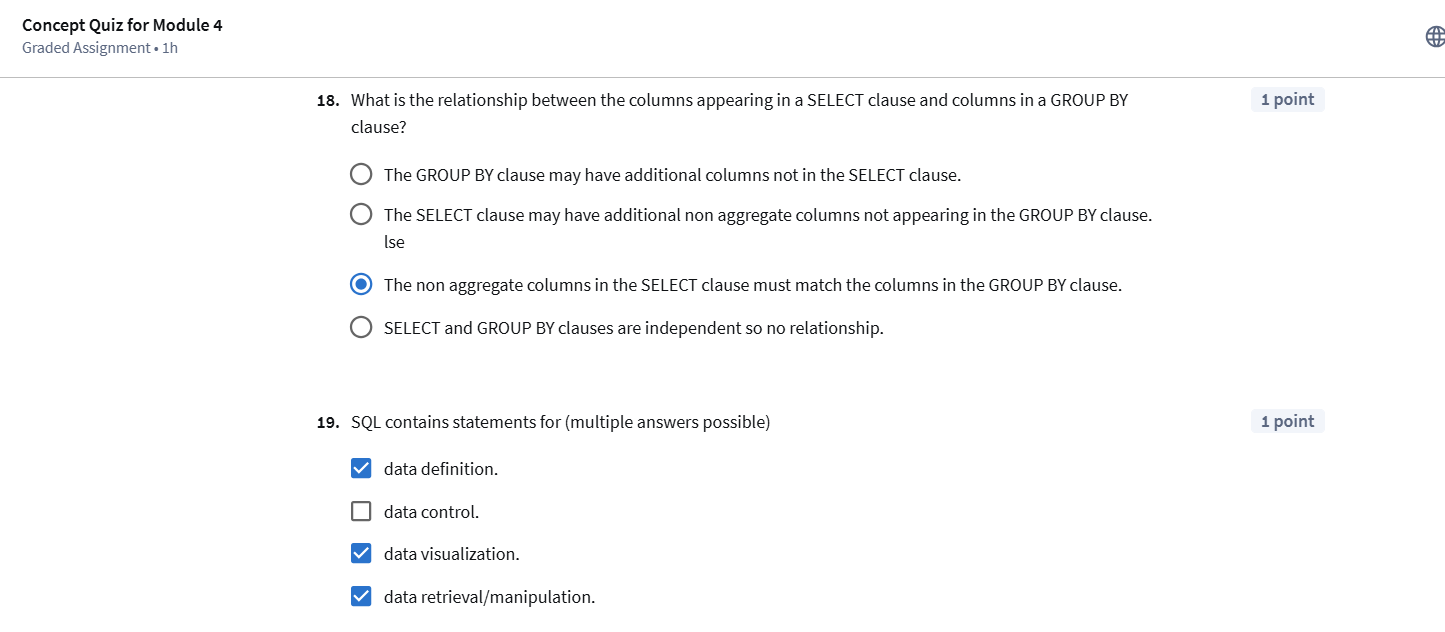 Concept Quiz for Module 4
Graded Assignment • 1h
18. What is the relationship between the columns appearing in a SELECT clause and columns in a GROUP BY 1 point
clause?
The GROUP BY clause may have additional columns not in the SELECT clause.
The SELECT clause may have additional non aggregate columns not appearing in the GROUP BY clause.
lse
The non aggregate columns in the SELECT clause must match the columns in the GROUP BY clause.
SELECT and GROUP BY clauses are independent so no relationship.
19. SQL contains statements for (multiple answers possible) 1 point
data definition.
data control.
data visualization.
data retrieval/manipulation.